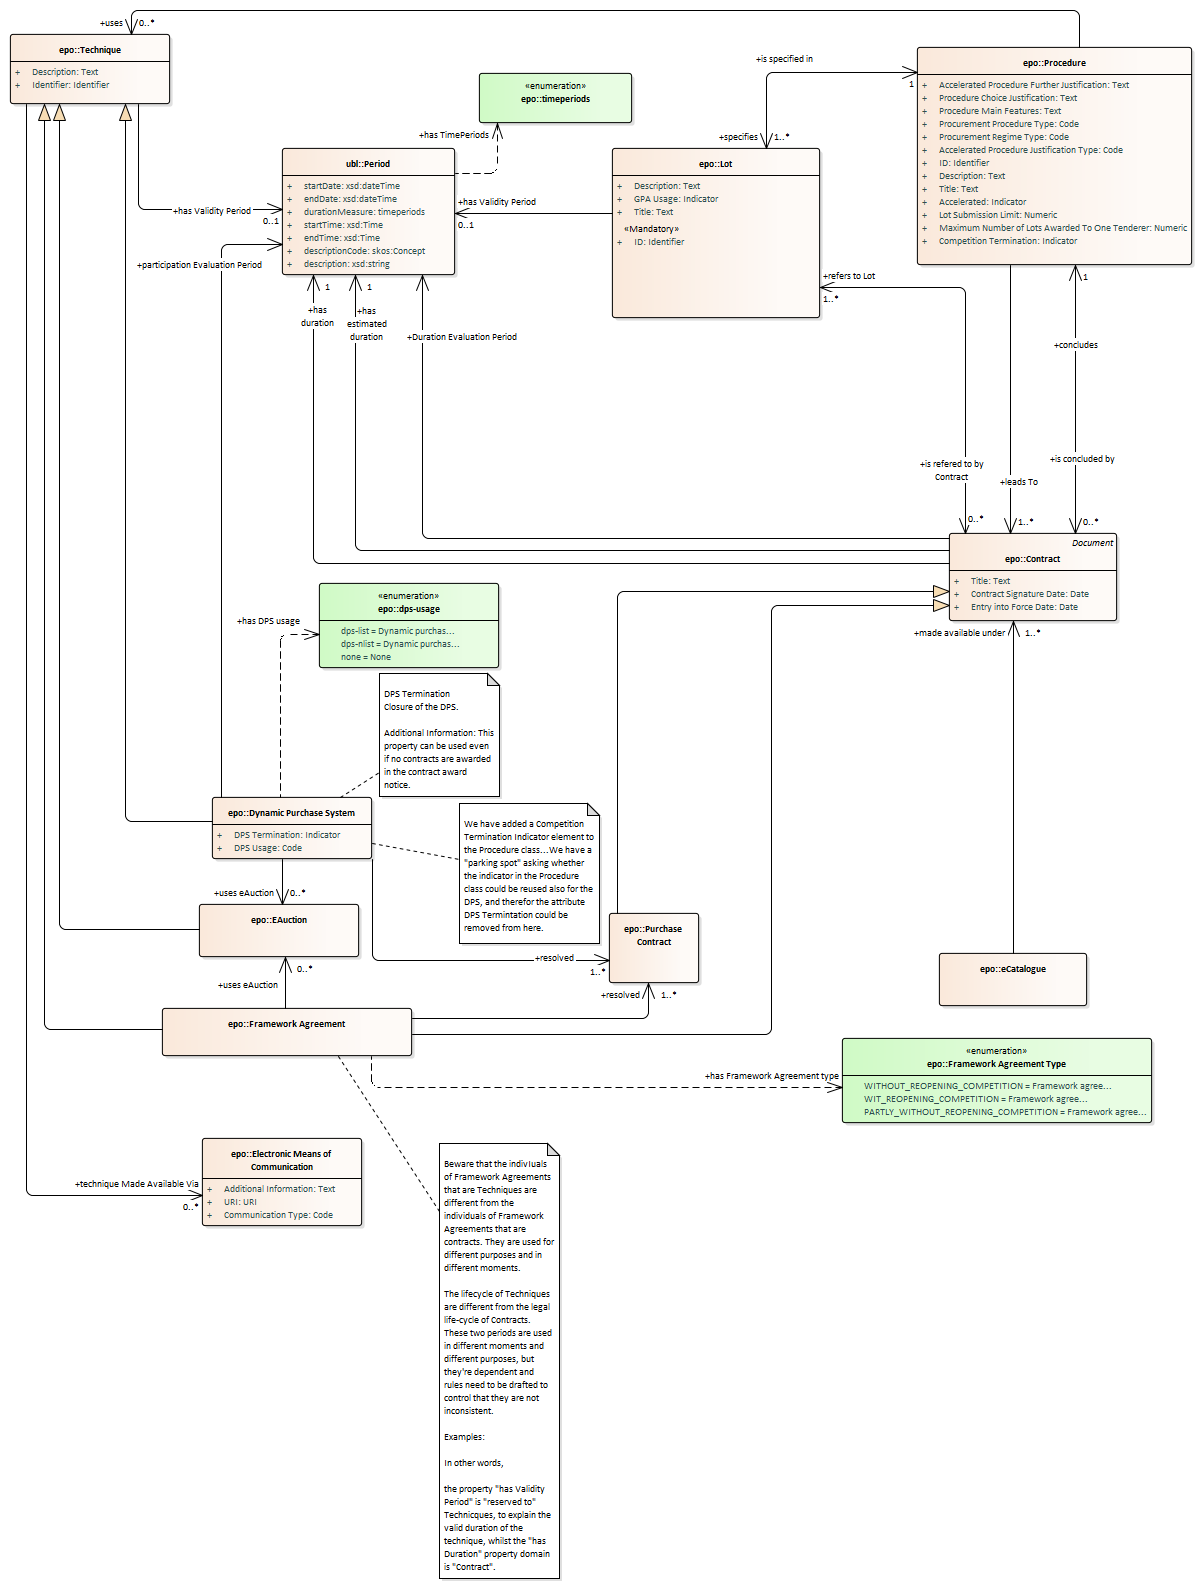 +uses
0..*
epo::Technique
+ Description: Text
+ Identifier: Identifier
«enumeration»
epo::timeperiods
+has TimePeriods
+is specified in
1
+specifies
1..*
epo::Procedure
+ Accelerated Procedure Further Justification: Text
+ Procedure Choice Justification: Text
+ Procedure Main Features: Text
+ Procurement Procedure Type: Code
+ Procurement Regime Type: Code
+ Accelerated Procedure Justification Type: Code
+ ID: Identifier
+ Description: Text
+ Title: Text
+ Accelerated: Indicator
+ Lot Submission Limit: Numeric
+ Maximum Number of Lots Awarded To One Tenderer: Numeric
+ Competition Termination: Indicator
ubl::Period
+ startDate: xsd:dateTime
+ endDate: xsd:dateTime
+ durationMeasure: timeperiods
+ startTime: xsd:Time
+ endTime: xsd:Time
+ descriptionCode: skos:Concept
+ description: xsd:string
epo::Lot
+ Description: Text
+ GPA Usage: Indicator
+ Title: Text
«Mandatory»
+ ID: Identifier
+has Validity Period
0..1
+has Validity Period
0..1
+participation Evaluation Period
+refers to Lot
1..*
1
+has
duration
1
+has
estimated
duration
+Duration Evaluation Period
1
+concludes
+is concluded by
+is refered to by
Contract
+leads To
0..*
1..*
0..*
Document
epo::Contract
+ Title: Text
+ Contract Signature Date: Date
+ Entry into Force Date: Date
+made available under
1..*
«enumeration»
epo::dps-usage
dps-list = Dynamic purchas...
dps-nlist = Dynamic purchas...
none = None
+has DPS usage
DPS Termination
Closure of the DPS.
Additional Information: This
property can be used even
if no contracts are awarded
in the contract award
notice.
epo::Dynamic Purchase System
+ DPS Termination: Indicator
+ DPS Usage: Code
We have added a Competition
Termination Indicator element to
the Procedure class...We have a
"parking spot" asking whether
the indicator in the Procedure
class could be reused also for the
DPS, and therefor the attribute
DPS Termintation could be
removed from here.
+uses eAuction
0..*
epo::EAuction
epo::Purchase
Contract
+resolved
1..*
epo::eCatalogue
0..*
+uses eAuction
+resolved
1..*
epo::Framework Agreement
+has Framework Agreement type
«enumeration»
epo::Framework Agreement Type
WITHOUT_REOPENING_COMPETITION = Framework agree...
WIT_REOPENING_COMPETITION = Framework agree...
PARTLY_WITHOUT_REOPENING_COMPETITION = Framework agree...
epo::Electronic Means of
Communication
+ Additional Information: Text
+ URI: URI
+ Communication Type: Code
+technique Made Available Via
0..*
Beware that the indivIuals
of Framework Agreements
that are Techniques are
different from the
individuals of Framework
Agreements that are
contracts. They are used for
different purposes and in
different moments.
The lifecycle of Techniques
are different from the legal
life-cycle of Contracts.
These two periods are used
in different moments and
different purposes, but
they're dependent and
rules need to be drafted to
control that they are not
inconsistent.
Examples:
In other words,
the property "has Validity
Period" is "reserved to"
Technicques, to explain the
valid duration of the
technique, whilst the "has
Duration" property domain
is "Contract".